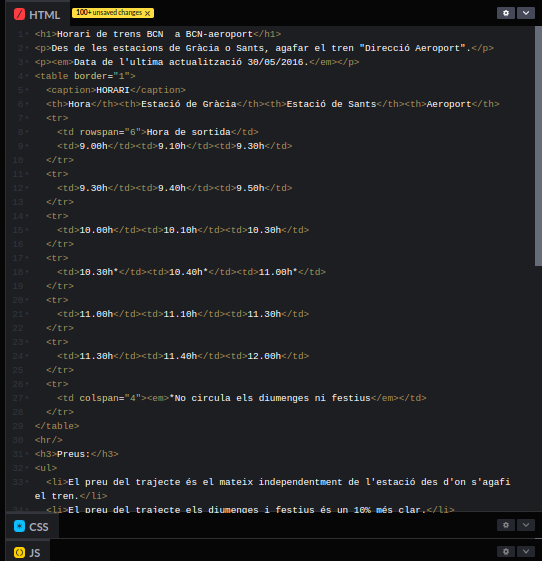 HTML
100+ unsaved changes ×
1 <h1>Horari de trens BCN  a BCN-aeroport</h1>
2 <p>Des de les estacions de Gràcia o Sants, agafar el tren "Direcció Aeroport".</p>
3 <p><em>Data de l'ultima actualització 30/05/2016.</em></p>
4 <table border="1">
5 <caption>HORARI</caption>
6 <th>Hora</th><th>Estació de Gràcia</th><th>Estació de Sants</th><th>Aeroport</th>
7 <tr>
8 <td rowspan="6">Hora de sortida</td>
9 <td>9.00h</td><td>9.10h</td><td>9.30h</td>
10 </tr>
11 <tr>
12 <td>9.30h</td><td>9.40h</td><td>9.50h</td>
13 </tr>
14 <tr>
15 <td>10.00h</td><td>10.10h</td><td>10.30h</td>
16 </tr>
17 <tr>
18 <td>10.30h*</td><td>10.40h*</td><td>11.00h*</td>
19 </tr>
20 <tr>
21 <td>11.00h</td><td>11.10h</td><td>11.30h</td>
22 </tr>
23 <tr>
24 <td>11.30h</td><td>11.40h</td><td>12.00h</td>
25 </tr>
26 <tr>
27 <td colspan="4"><em>*No circula els diumenges ni festius</em></td>
28 </tr>
29 </table>
30 <hr/>
31 <h3>Preus:</h3>
32 <ul>
33 <li>El preu del trajecte és el mateix independentment de l'estació des d'on s'agafi
el tren.</li>
34 <li>El preu del trajecte els diumenges i festius és un 10% més clar.</li>
CSS
JS